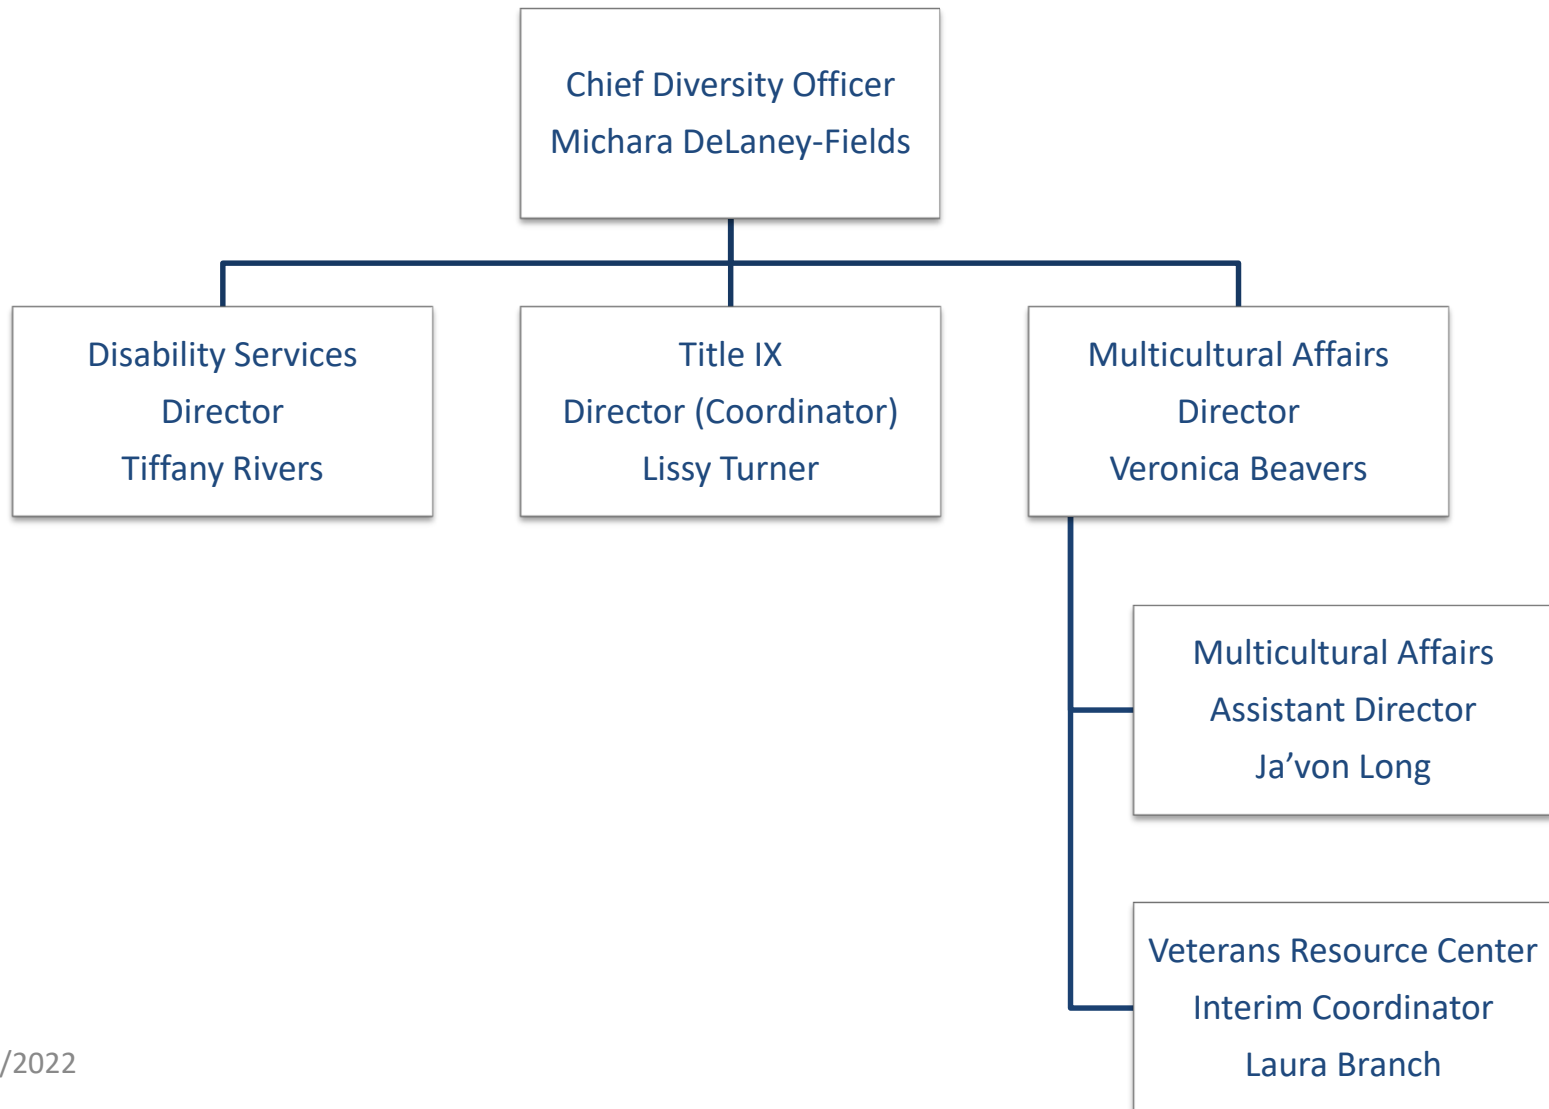 Chief Diversity Officer
Michara DeLaney-Fields
Disability Services
Director
Tiffany Rivers
Title IX
Director (Coordinator)
Lissy Turner
Multicultural Affairs
Director
Veronica Beavers
Multicultural Affairs
Assistant Director
Ja’von Long
Veterans Resource Center
Interim Coordinator
Laura Branch
/2022